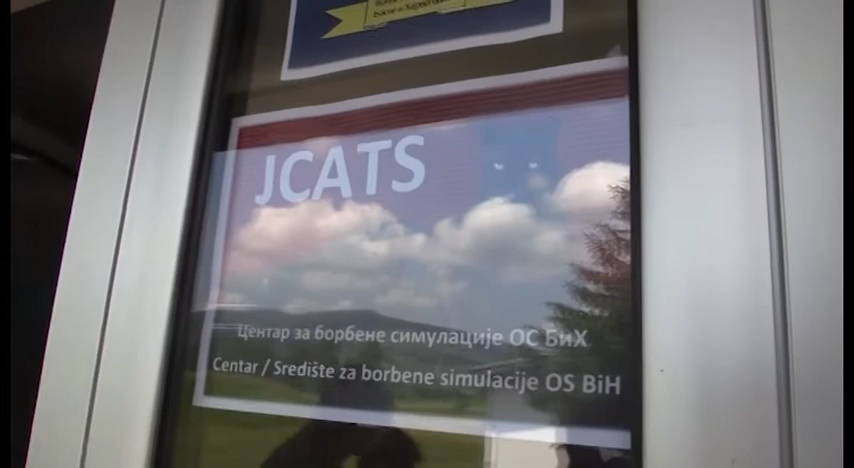 JCATS
Центар за борбене симулације ОС БиХ
Centar / Središte za borbene simulacije OS BiH